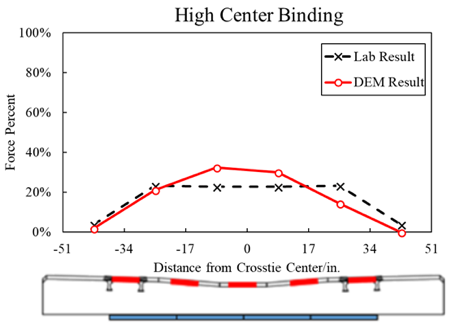 High Center Binding
100%
80%
60%
40%
20%
0%
Force Percent
Lab Result
DEM Result
-51 -34 -17 0 17 34 51
Distance from Crosstie Center/in.